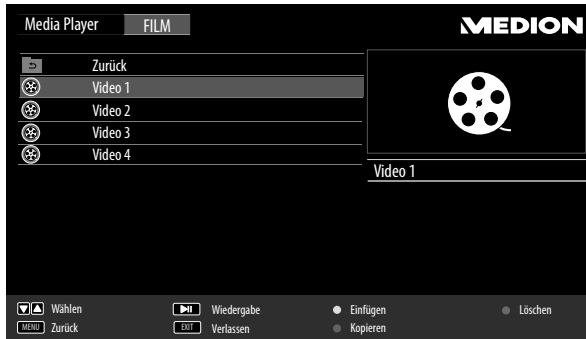 Media Player FILM MEDION
Zurück
Video 1
Video 2
Video 3
Video 4
Video 1
Wählen Wiedergabe Einfügen Löschen
MENU Zurück EXIT Verlassen Kopieren